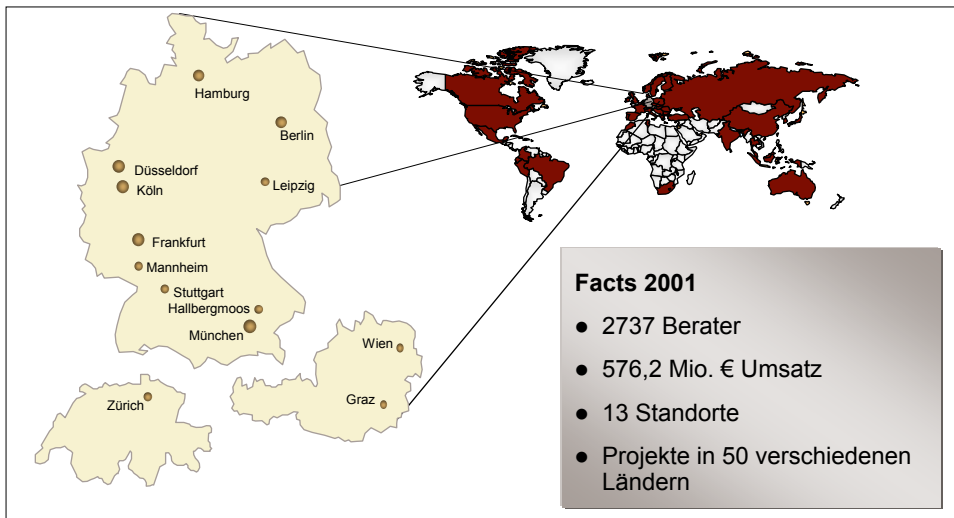 Hamburg
Berlin
Düsseldorf
Köln
Leipzig
Frankfurt
Mannheim
Stuttgart
Hallbergmoos
München
Wien
Graz
Zürich
Facts 2001
● 2737 Berater
● 576,2 Mio. € Umsatz
● 13 Standorte
● Projekte in 50 verschiedenen
Ländern